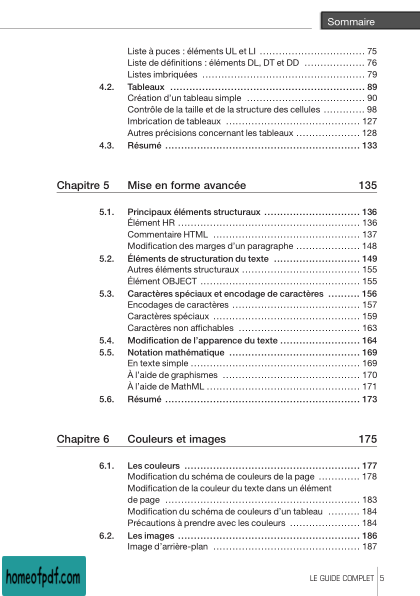 Sommaire
Liste à puces : éléments UL et LI ................................. 75
Liste de définitions : éléments DL, DT et DD ................... 76
Listes imbriquées ................................................... 79
4.2. Tableaux ............................................................. 89
Création d'un tableau simple ..................................... 90
Contrôle de la taille et de la structure des cellules ............. 98
Imbrication de tableaux .......................................... 127
Autres précisions concernant les tableaux .................... 128
4.3. Résumé ............................................................. 133
Chapitre 5 Mise en forme avancée 135
5.1. Principaux éléments structuraux .............................. 136
Élément HR ......................................................... 136
Commentaire HTML .............................................. 137
Modification des marges d'un paragraphe .................... 148
5.2. Éléments de structuration du texte ........................... 149
Autres éléments structuraux ..................................... 155
Élément OBJECT .................................................. 155
5.3. Caractères spéciaux et encodage de caractères .......... 156
Encodages de caractères ........................................ 157
Caractères spéciaux .............................................. 159
Caractères non affichables ...................................... 163
5.4. Modification de l'apparence du texte ......................... 164
5.5. Notation mathématique ......................................... 169
En texte simple ..................................................... 169
À l'aide de graphismes ........................................... 170
À l'aide de MathML ................................................ 171
5.6. Résumé ............................................................. 173
Chapitre 6 Couleurs et images 175
6.1. Les couleurs ....................................................... 177
Modification du schéma de couleurs de la page ............. 178
Modification de la couleur du texte dans un élément
de page ............................................................. 183
Modification du schéma de couleurs d'un tableau .......... 184
Précautions à prendre avec les couleurs ...................... 184
6.2. Les images ......................................................... 186
Image d'arrière-plan .............................................. 187
homeofpdf.com
LE GUIDE COMPLET 5